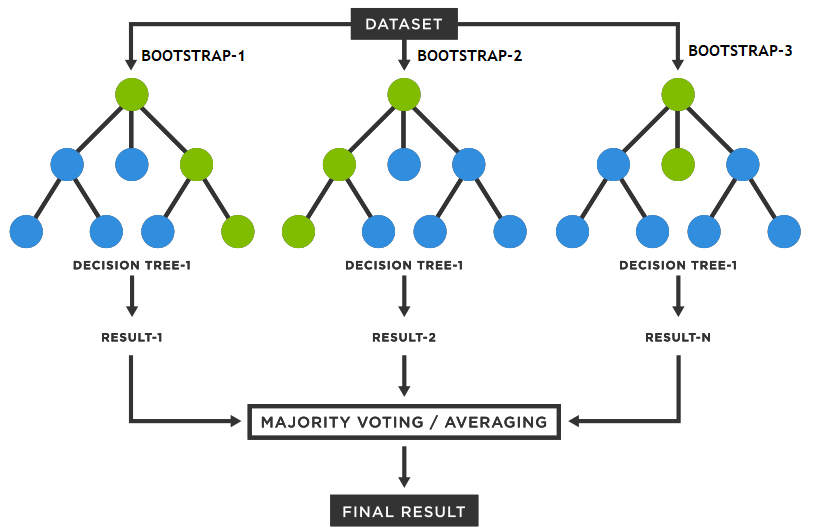 DATASET
BOOTSTRAP-1
BOOTSTRAP-2
BOOTSTRAP-3
DECISION TREE-1
DECISION TREE-1
DECISION TREE-1
RESULT-1
RESULT-2
RESULT-N
MAJORITY VOTING / AVERAGING
FINAL RESULT